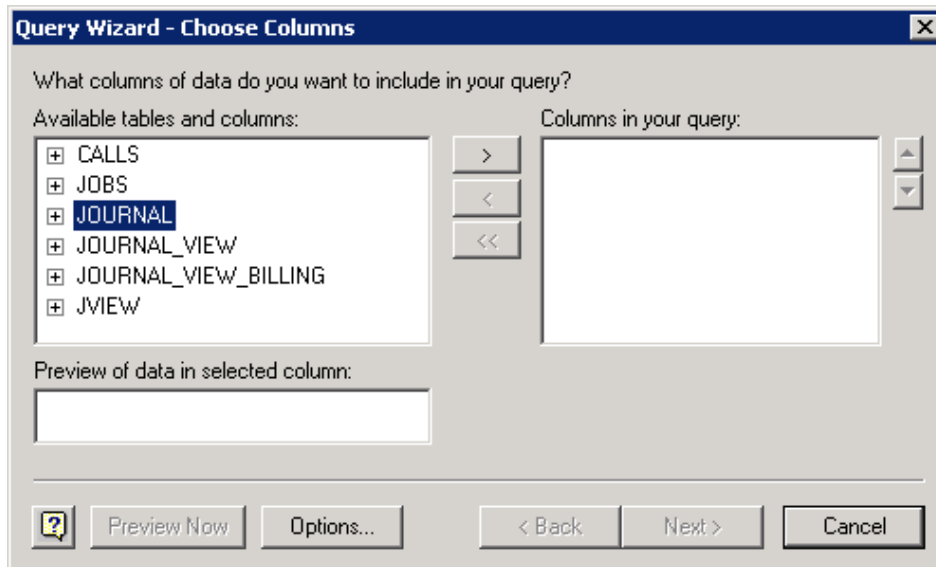 Query Wizard - Choose Columns
What columns of data do you want to include in your query?
Available tables and columns:
Columns in your query:
CALLS
JOBS
JOURNAL
JOURNAL_VIEW
JOURNAL_VIEW_BILLING
JVIEW
>
<
<<
Preview of data in selected column:
?
Preview Now
Options...
< Back
Next >
Cancel